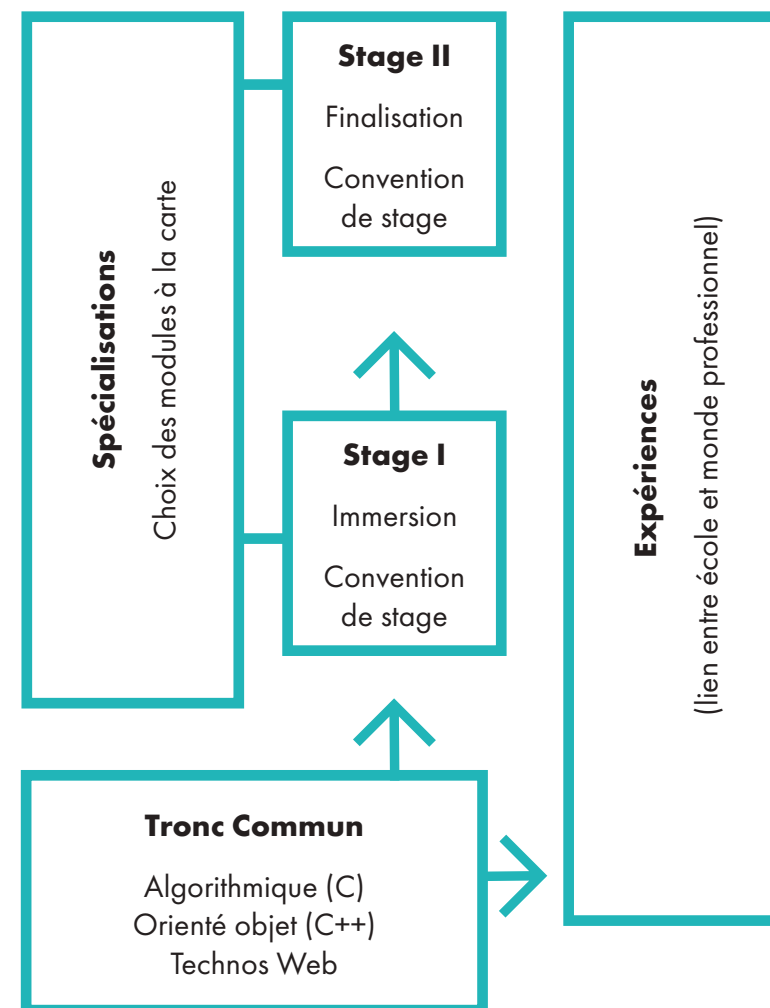 Spécialisations
Choix des modules à la carte
Stage II
Finalisation
Convention
de stage
Stage I
Immersion
Convention
de stage
Expériences
(lien entre école et monde professionnel)
Tronc Commun
Algorithmique (C)
Orienté objet (C++)
Technos Web